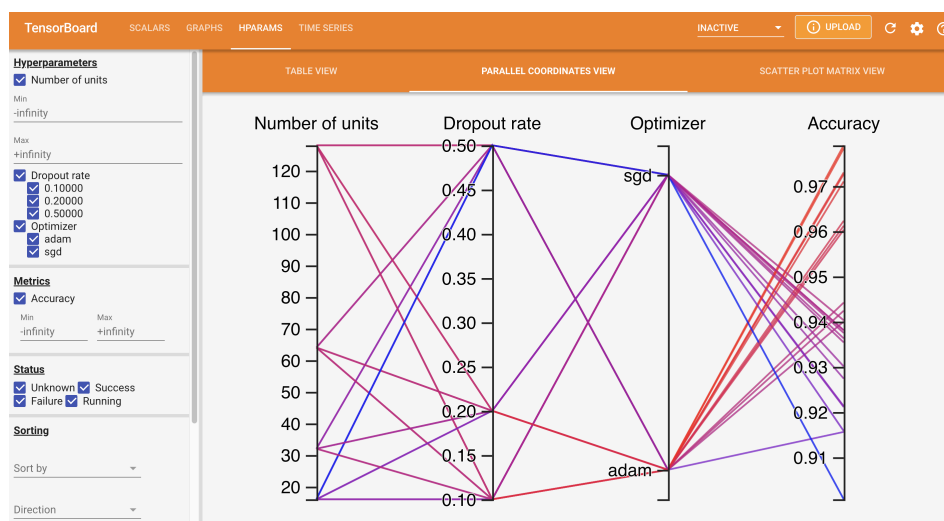 TensorBoard SCALARS GRAPHS HPARAMS TIME SERIES INACTIVE UPLOAD
Hyperparameters
Number of units
Min
-infinity
Max
+infinity
Dropout rate
0.10000
0.20000
0.50000
Optimizer
adam
sgd
Metrics
Accuracy
Min Max
-infinity +infinity
Status
Unknown Success
Failure Running
Sorting
Sort by
Direction
TABLE VIEW PARALLEL COORDINATES VIEW SCATTER PLOT MATRIX VIEW
Number of units Dropout rate Optimizer Accuracy
120
110
100
90
80
70
60
50
40
30
20
0.50
0.45
0.40
0.35
0.30
0.25
0.20
0.15
0.10
sgd
adam
0.97
0.96
0.95
0.94
0.93
0.92
0.91